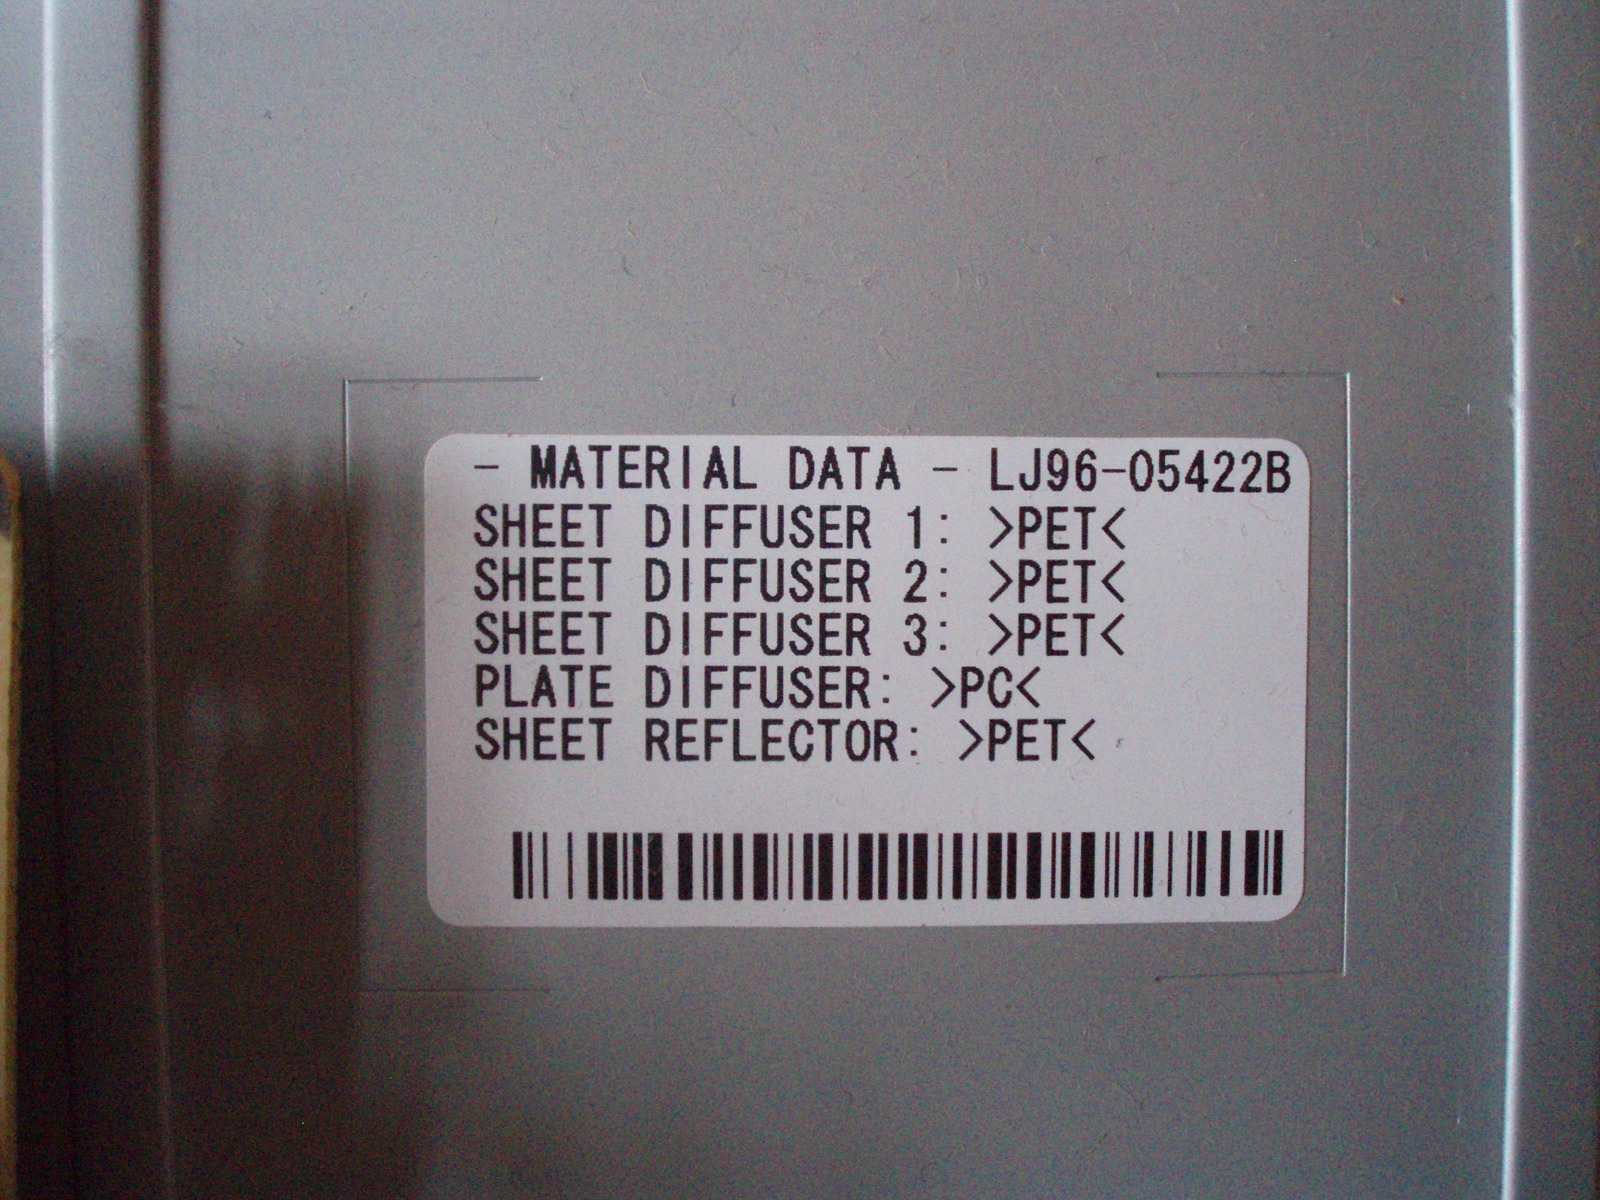 - MATERIAL DATA - LJ96-05422B
SHEET DIFFUSER 1: >PET<
SHEET DIFFUSER 2: >PET<
SHEET DIFFUSER 3: >PET<
PLATE DIFFUSER: >PC<
SHEET REFLECTOR: >PET<